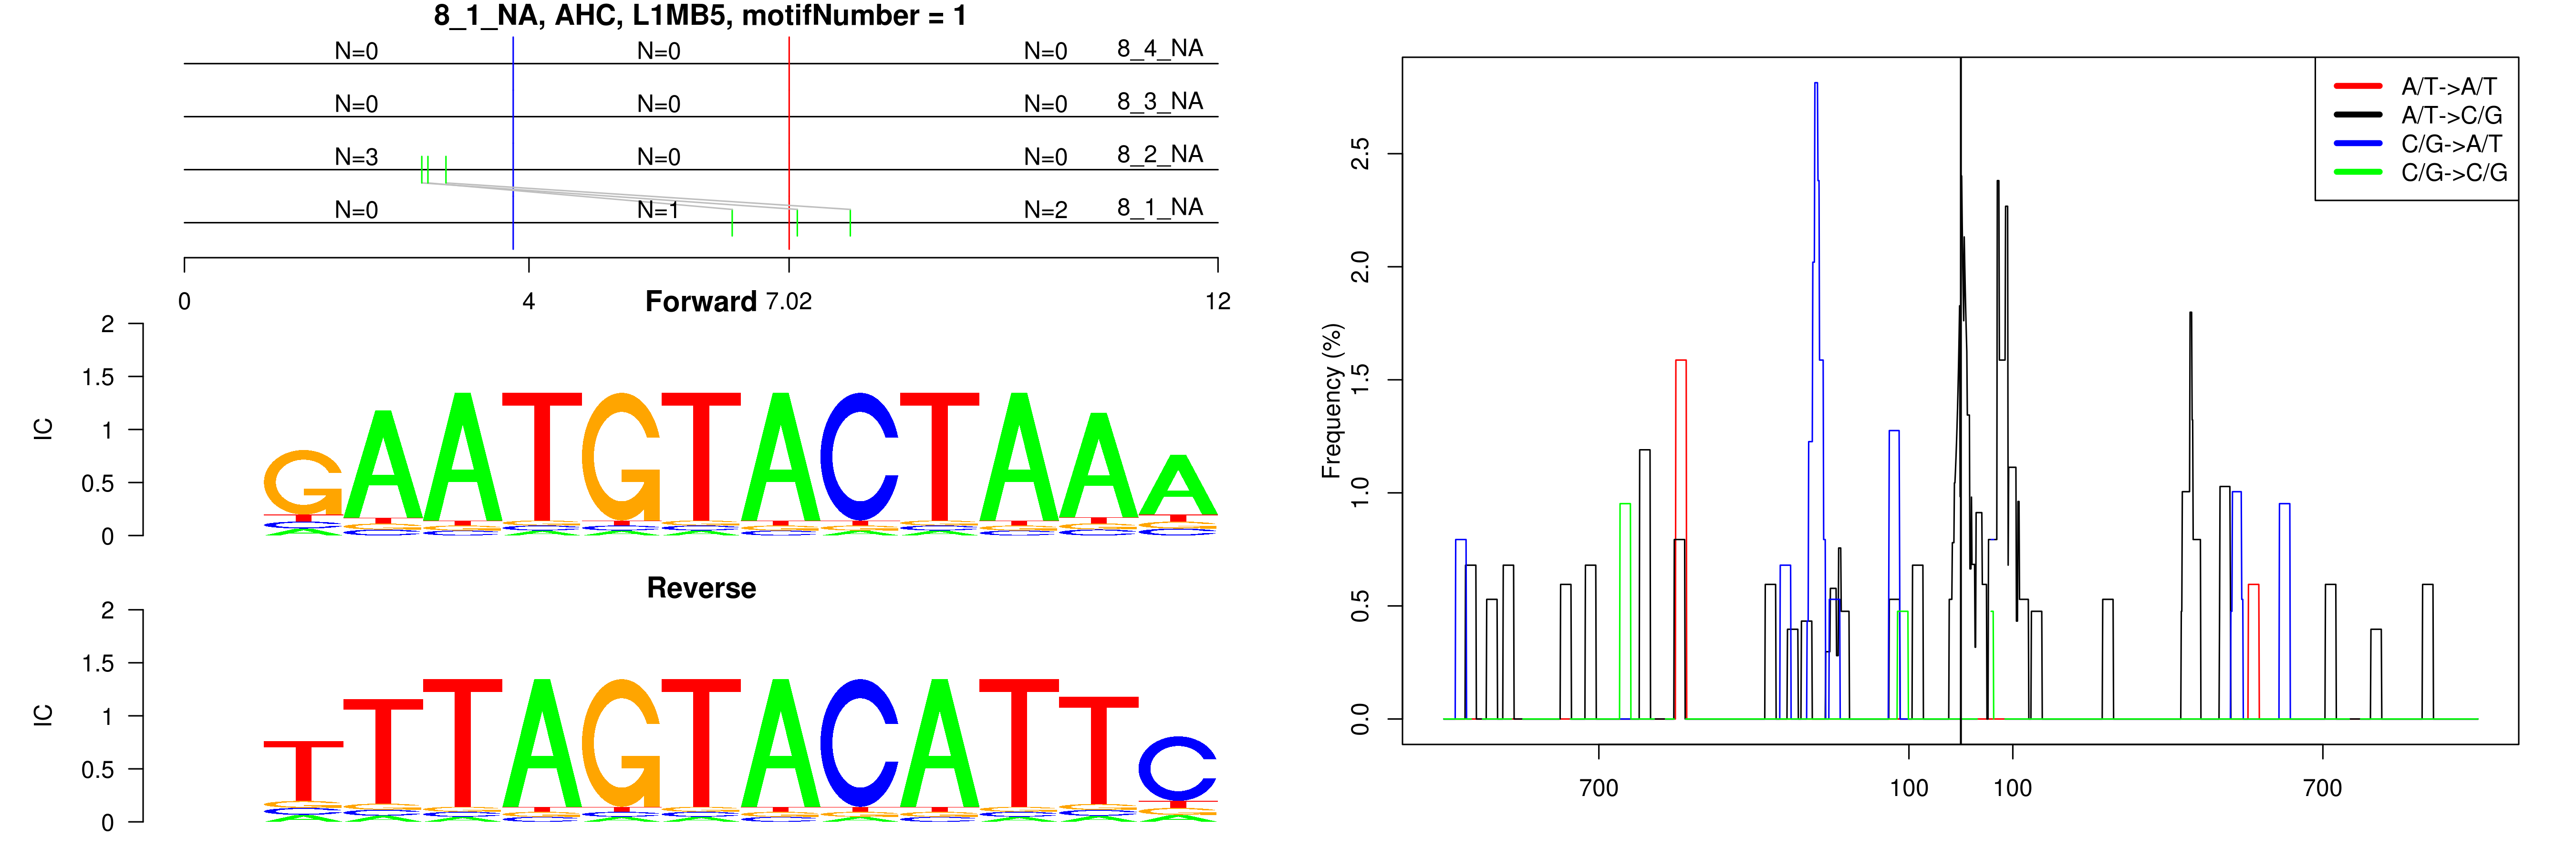 8_1_NA, AHC, L1MB5, motifNumber = 1
N=0 N=0 N=0 8_4_NA
N=0 N=0 N=0 8_3_NA
N=3 N=0 N=0 8_2_NA
N=0 N=1 N=2 8_1_NA
0 4 7.02 12
Forward
2
1.5
1
0.5
0
IC
GAATGTACTAAA
Reverse
2
1.5
1
0.5
0
IC
TTTAGTACATTC
A/T->A/T
A/T->C/G
C/G->A/T
C/G->C/G
Frequency (%)
2.5
2.0
1.5
1.0
0.5
0.0
700 100 100 700